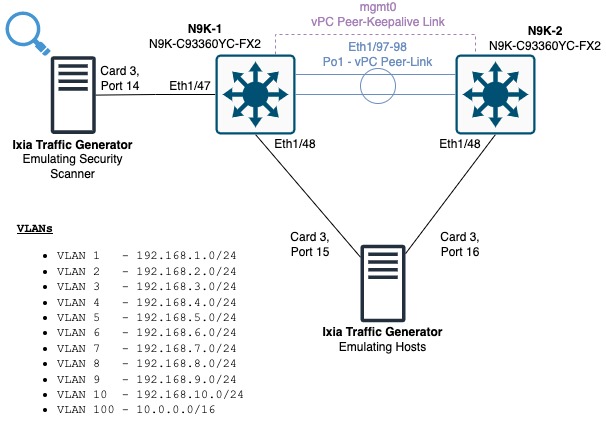 mgmt0
vPC Peer-Keepalive Link
N9K-1
N9K-C93360YC-FX2
N9K-2
N9K-C93360YC-FX2
Eth1/97-98
Po1 - vPC Peer-Link
Card 3,
Port 14
Eth1/47
Ixia Traffic Generator
Emulating Security
Scanner
Eth1/48
Eth1/48
Card 3,
Port 15
Card 3,
Port 16
Ixia Traffic Generator
Emulating Hosts
VLANs
• VLAN 1 - 192.168.1.0/24
• VLAN 2 - 192.168.2.0/24
• VLAN 3 - 192.168.3.0/24
• VLAN 4 - 192.168.4.0/24
• VLAN 5 - 192.168.5.0/24
• VLAN 6 - 192.168.6.0/24
• VLAN 7 - 192.168.7.0/24
• VLAN 8 - 192.168.8.0/24
• VLAN 9 - 192.168.9.0/24
• VLAN 10 - 192.168.10.0/24
• VLAN 100 - 10.0.0.0/16